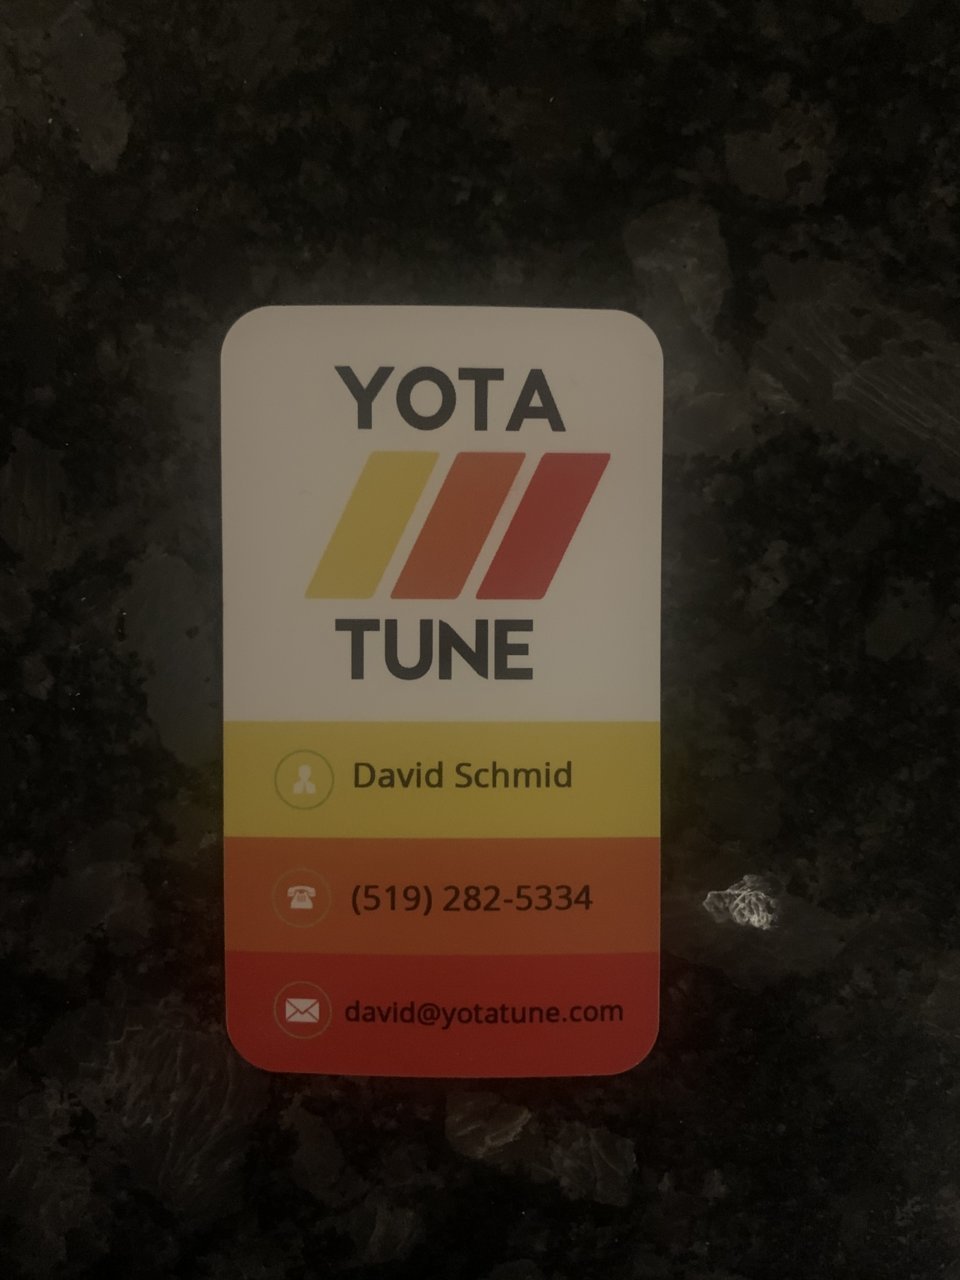 YOTA
TUNE
David Schmid
(519) 282-5334
david@yotatune.com